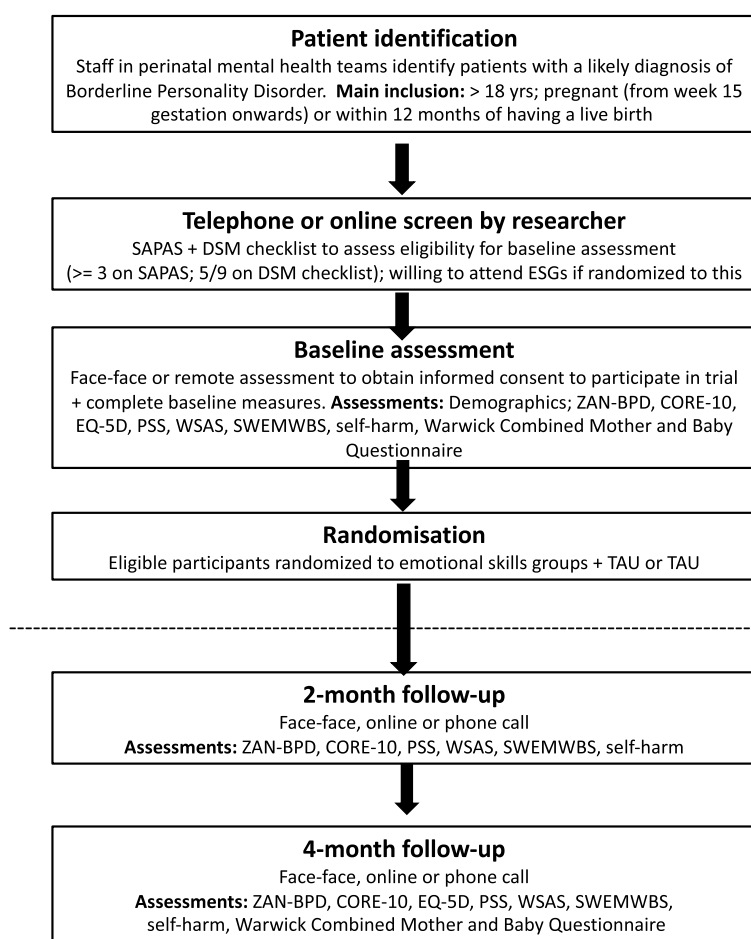 Patient identification
Staff in perinatal mental health teams identify patients with a likely diagnosis of
Borderline Personality Disorder. Main inclusion: > 18 yrs; pregnant (from week 15
gestation onwards) or within 12 months of having a live birth
Telephone or online screen by researcher
SAPAS + DSM checklist to assess eligibility for baseline assessment
(>= 3 on SAPAS; 5/9 on DSM checklist); willing to attend ESGs if randomized to this
Baseline assessment
Face-face or remote assessment to obtain informed consent to participate in trial
+ complete baseline measures. Assessments: Demographics; ZAN-BPD, CORE-10,
EQ-5D, PSS, WSAS, SWEMWBS, self-harm, Warwick Combined Mother and Baby
Questionnaire
Randomisation
Eligible participants randomized to emotional skills groups + TAU or TAU
2-month follow-up
Face-face, online or phone call
Assessments: ZAN-BPD, CORE-10, PSS, WSAS, SWEMWBS, self-harm
4-month follow-up
Face-face, online or phone call
Assessments: ZAN-BPD, CORE-10, EQ-5D, PSS, WSAS, SWEMWBS,
self-harm, Warwick Combined Mother and Baby Questionnaire